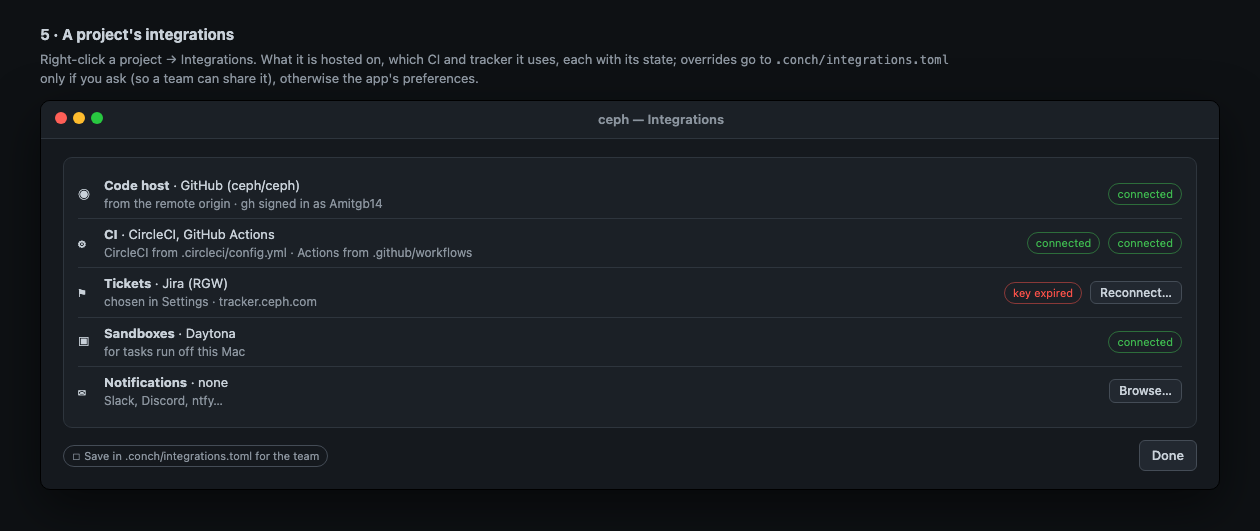 5 · A project's integrations
Right-click a project → Integrations. What it is hosted on, which CI and tracker it uses, each with its state; overrides go to .conch/integrations.toml
only if you ask (so a team can share it), otherwise the app's preferences.
ceph — Integrations
Code host · GitHub (ceph/ceph)
from the remote origin · gh signed in as Amitgb14
connected
CI · CircleCI, GitHub Actions
CircleCI from .circleci/config.yml · Actions from .github/workflows
connected connected
Tickets · Jira (RGW)
chosen in Settings · tracker.ceph.com
key expired Reconnect...
Sandboxes · Daytona
for tasks run off this Mac
connected
Notifications · none
Slack, Discord, ntfy...
Browse...
Save in .conch/integrations.toml for the team
Done